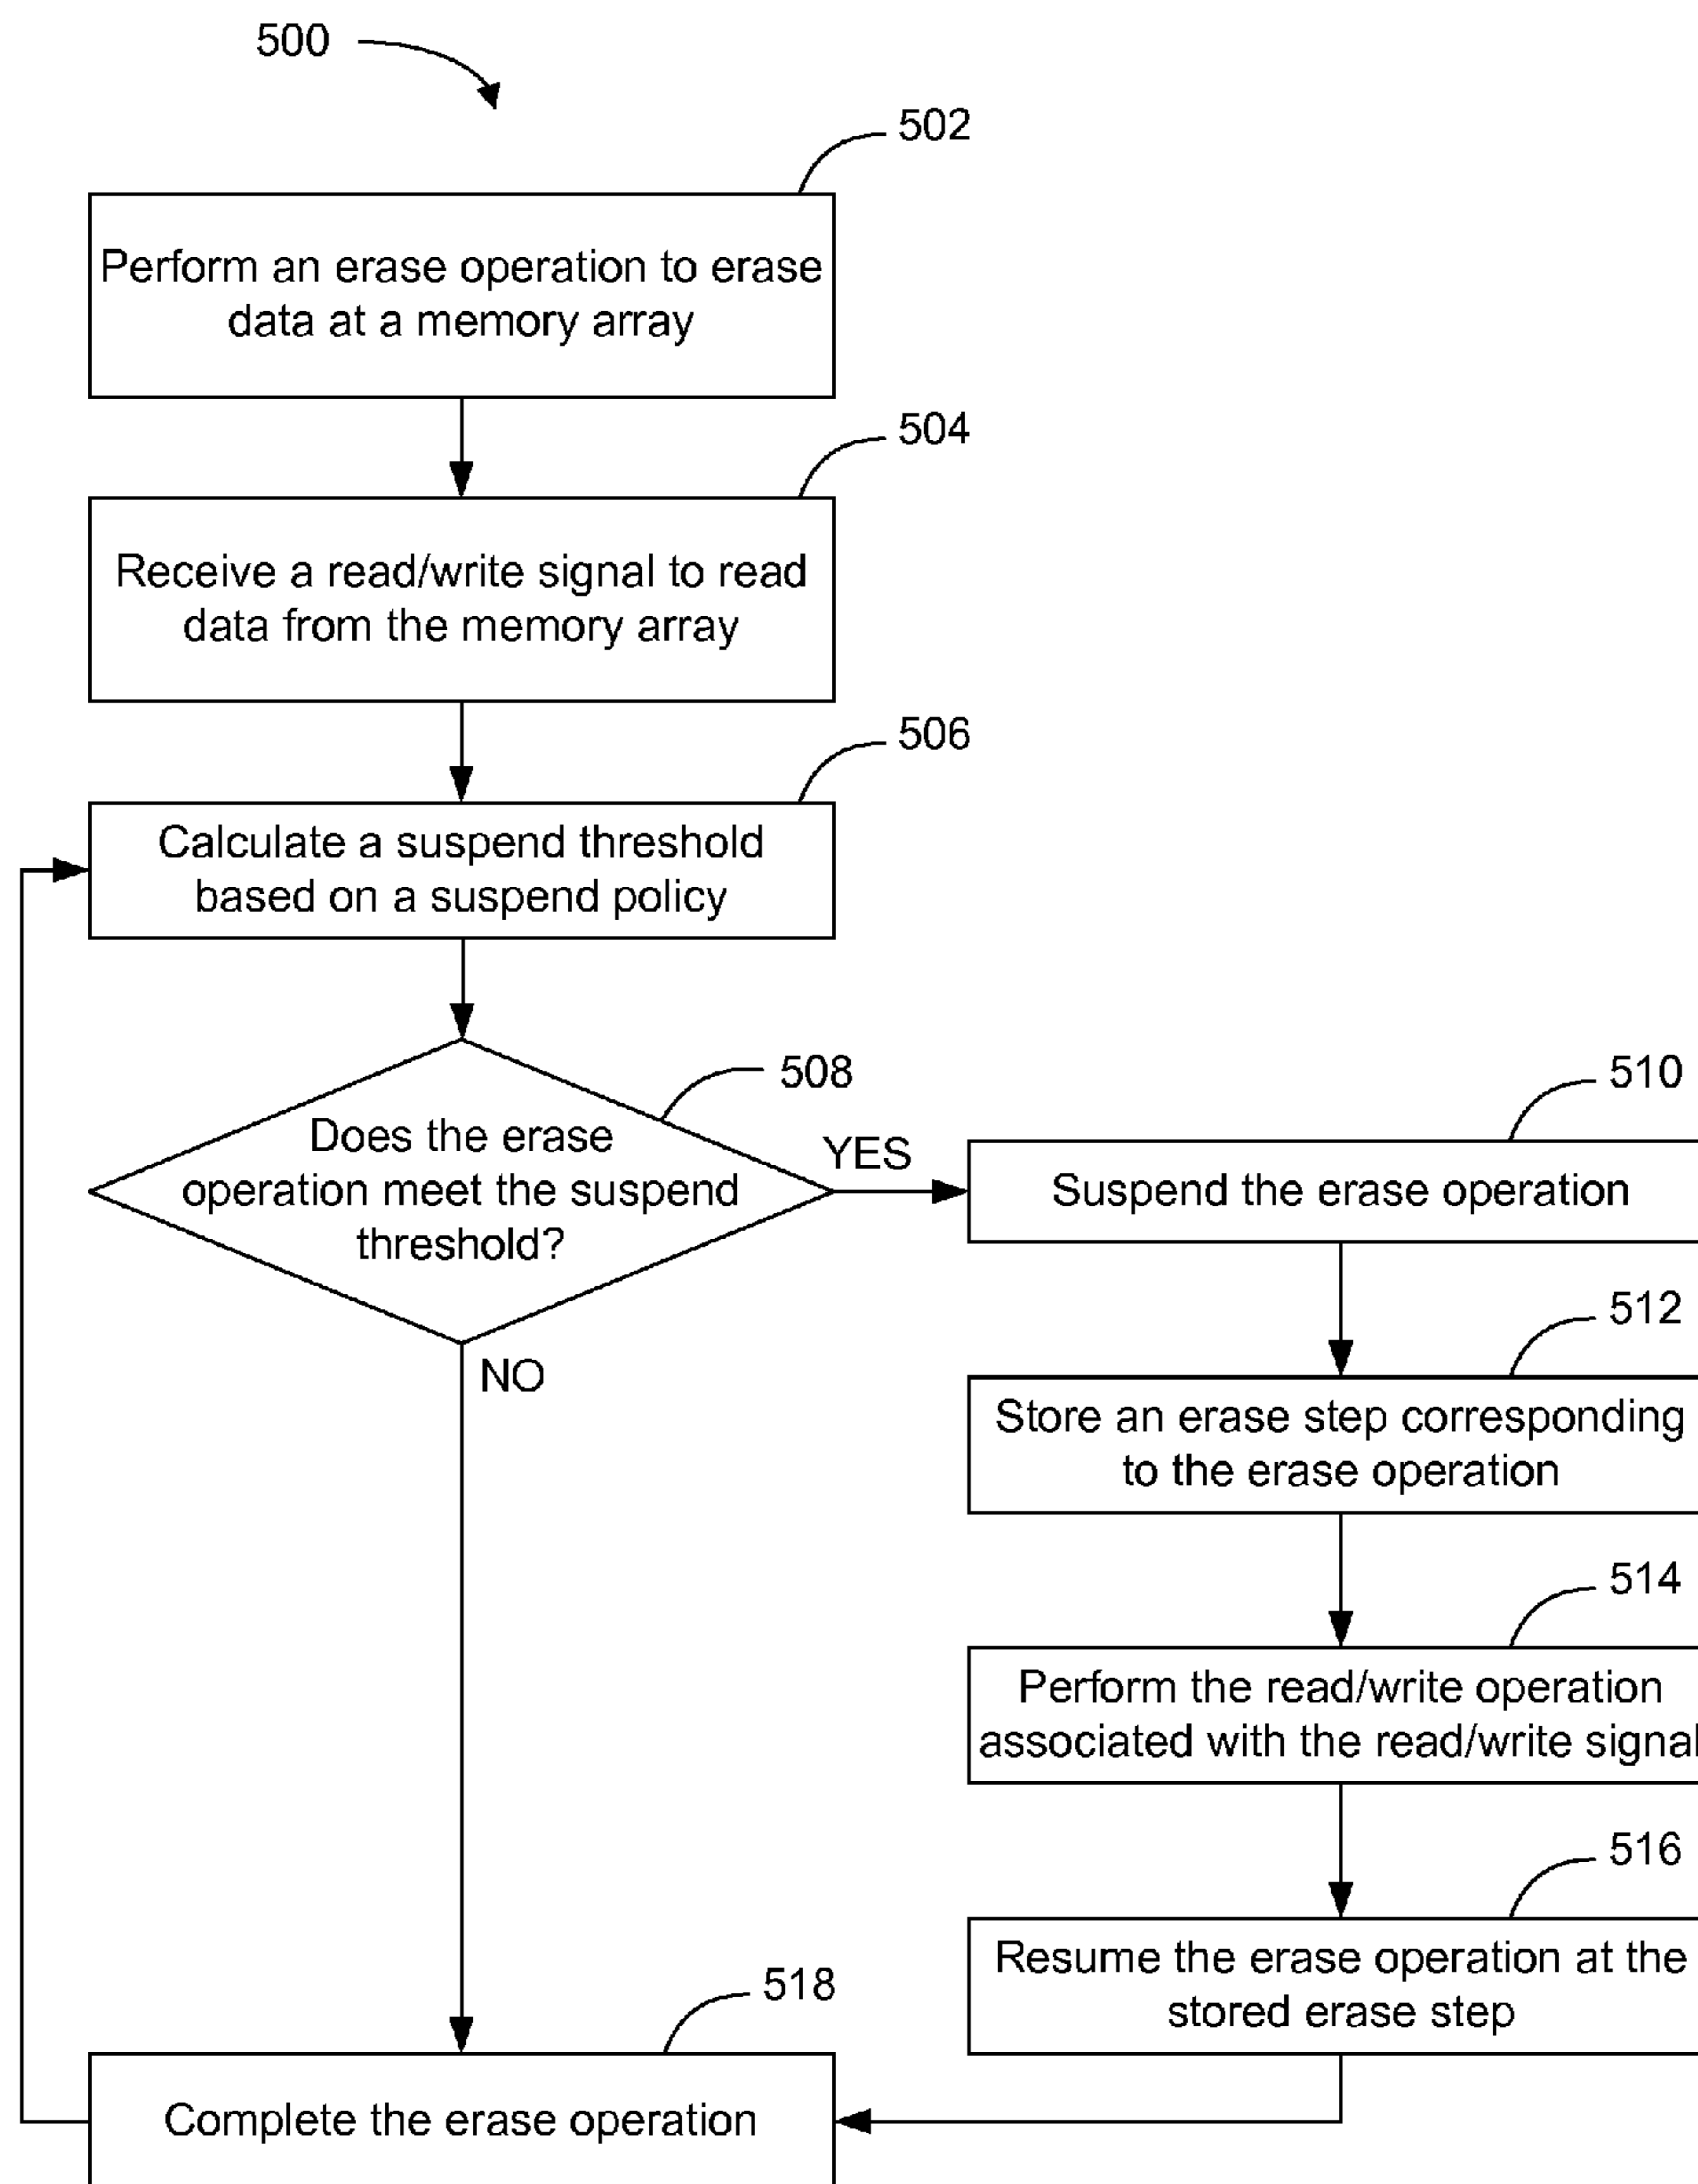 500
502
Perform an erase operation to erase
data at a memory array
504
Receive a read/write signal to read
data from the memory array
506
Calculate a suspend threshold
based on a suspend policy
508
Does the erase
operation meet the suspend
threshold?
YES
NO
510
Suspend the erase operation
512
Store an erase step corresponding
to the erase operation
514
Perform the read/write operation
associated with the read/write signal
516
Resume the erase operation at the
stored erase step
518
Complete the erase operation